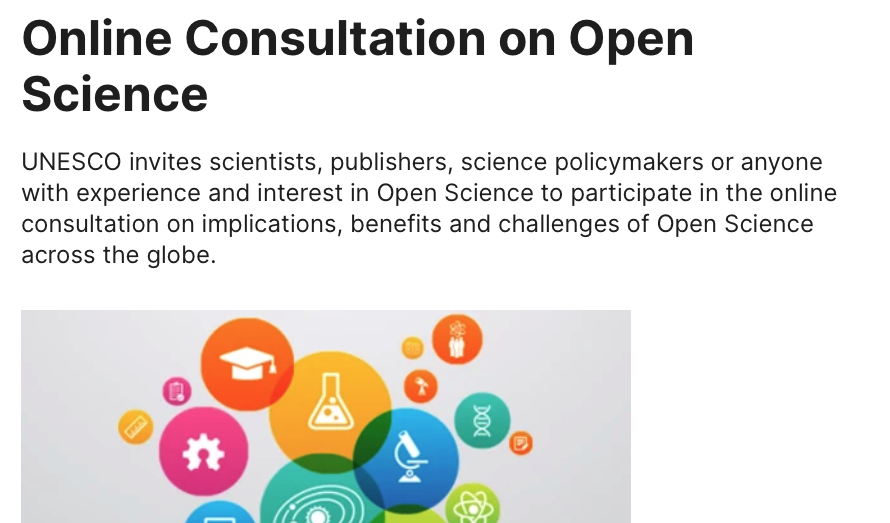 Online Consultation on Open
Science
UNESCO invites scientists, publishers, science policymakers or anyone
with experience and interest in Open Science to participate in the online
consultation on implications, benefits and challenges of Open Science
across the globe.